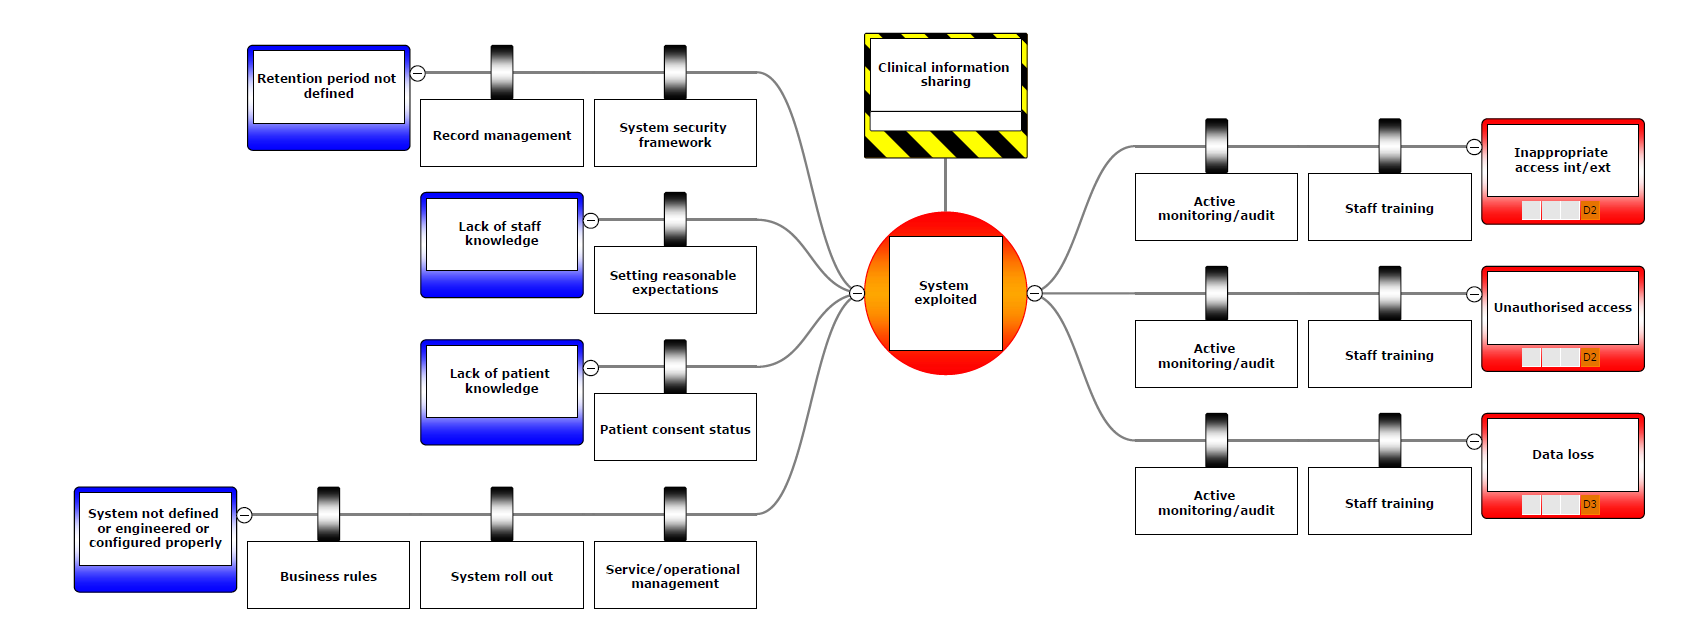 Retention period not
defined
Record management
System security
framework
Lack of staff
knowledge
Setting reasonable
expectations
Lack of patient
knowledge
Patient consent status
System not defined
or engineered or
configured properly
Business rules
System roll out
Service/operational
management
Clinical information
sharing
System
exploited
Active
monitoring/audit
Staff training
Inappropriate
access int/ext
D2
Active
monitoring/audit
Staff training
Unauthorised access
D2
Active
monitoring/audit
Staff training
Data loss
D3